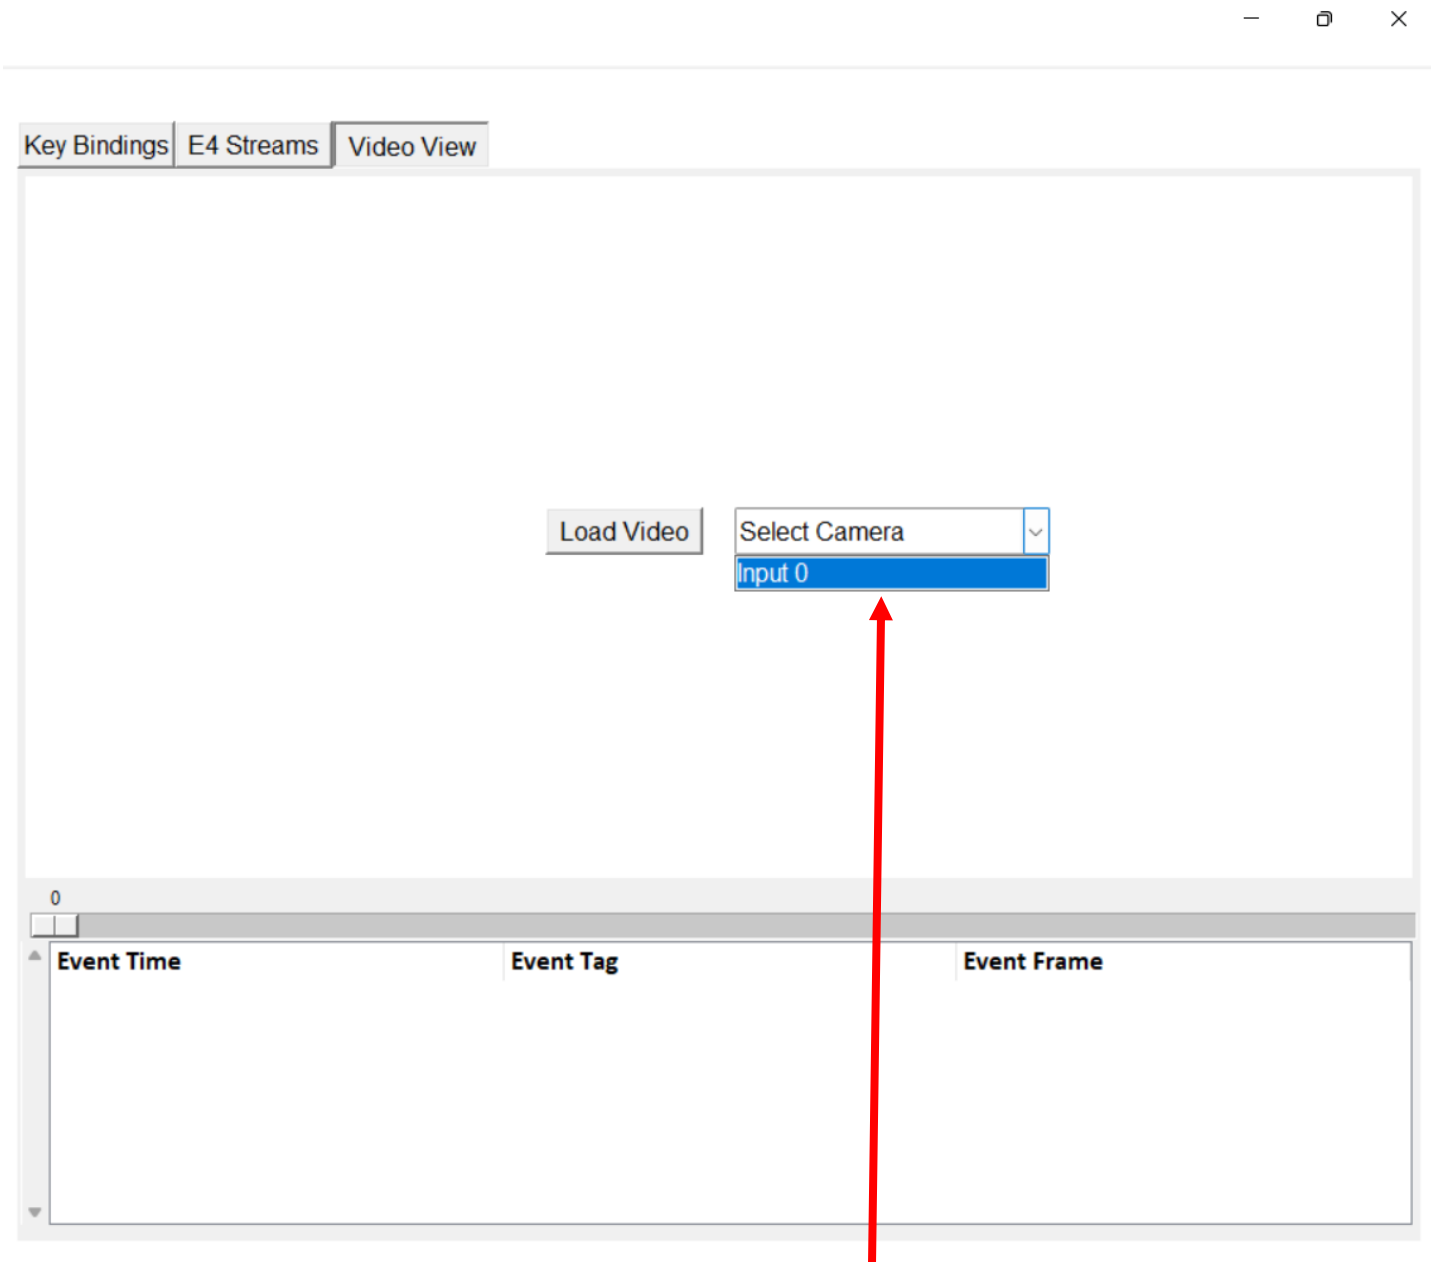 Key Bindings E4 Streams Video View
Load Video Select Camera
Input 0
0
Event Time Event Tag Event Frame